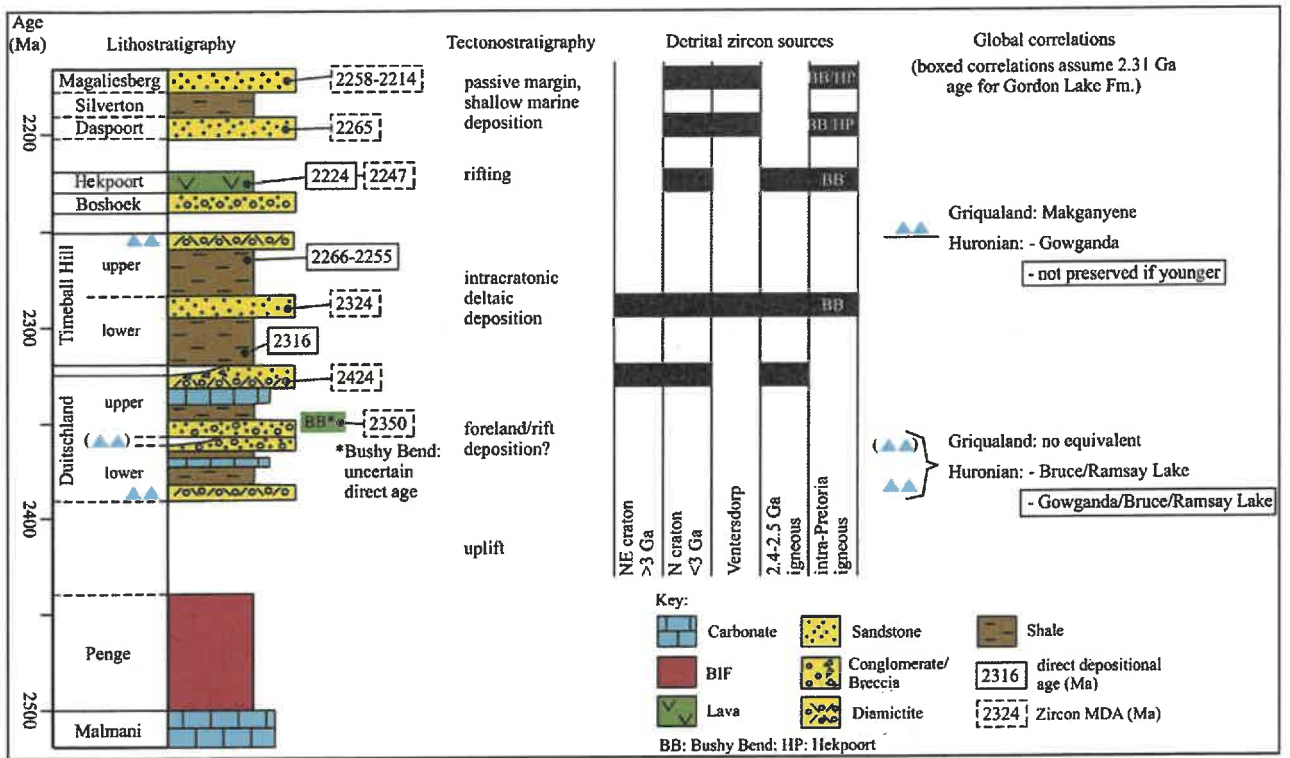 Age
(Ma)
Lithostratigraphy
Tectonostratigraphy
Detrital zircon sources
Global correlations
(boxed correlations assume 2.31 Ga
age for Gordon Lake Fm.)
Magaliesberg
2258-2214
passive margin,
shallow marine
deposition
BB/HP
Silverton
2200
Daspoort
2265
BB/HP
Hekpoort
2224
2247
rifting
BB
Boshoek
Griqualand: Makganyene
Huronian: - Gowganda
- not preserved if younger
Timeball Hill
upper
2266-2255
intracratonic
deltaic
deposition
2324
BB
2300
lower
2316
2424
Duitschland
upper
BB*
2350
*Bushy Bend:
uncertain
direct age
foreland/rift
deposition?
( )
lower
( )
Griqualand: no equivalent
Huronian: - Bruce/Ramsay Lake
- Gowganda/Bruce/Ramsay Lake
2400
uplift
NE craton
>3 Ga
N craton
<3 Ga
Ventersdorp
2.4-2.5 Ga
igneous
intra-Pretoria
igneous
Penge
2500
Malmani
Key:
Carbonate
Sandstone
Shale
BIF
Conglomerate/
Breccia
2316
direct depositional
age (Ma)
Lava
Diamictite
2324
Zircon MDA (Ma)
BB: Bushy Bend; HP: Hekpoort